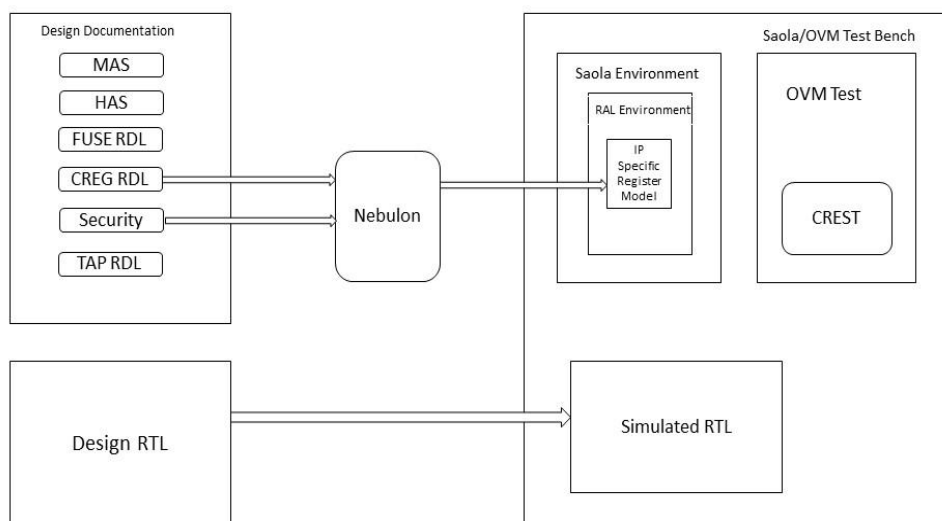 Design Documentation
MAS
HAS
FUSE RDL
CREG RDL
Security
TAP RDL
Nebulon
Saola/OVM Test Bench
Saola Environment
RAL Environment
IP
Specific
Register
Model
OVM Test
CREST
Design RTL
Simulated RTL